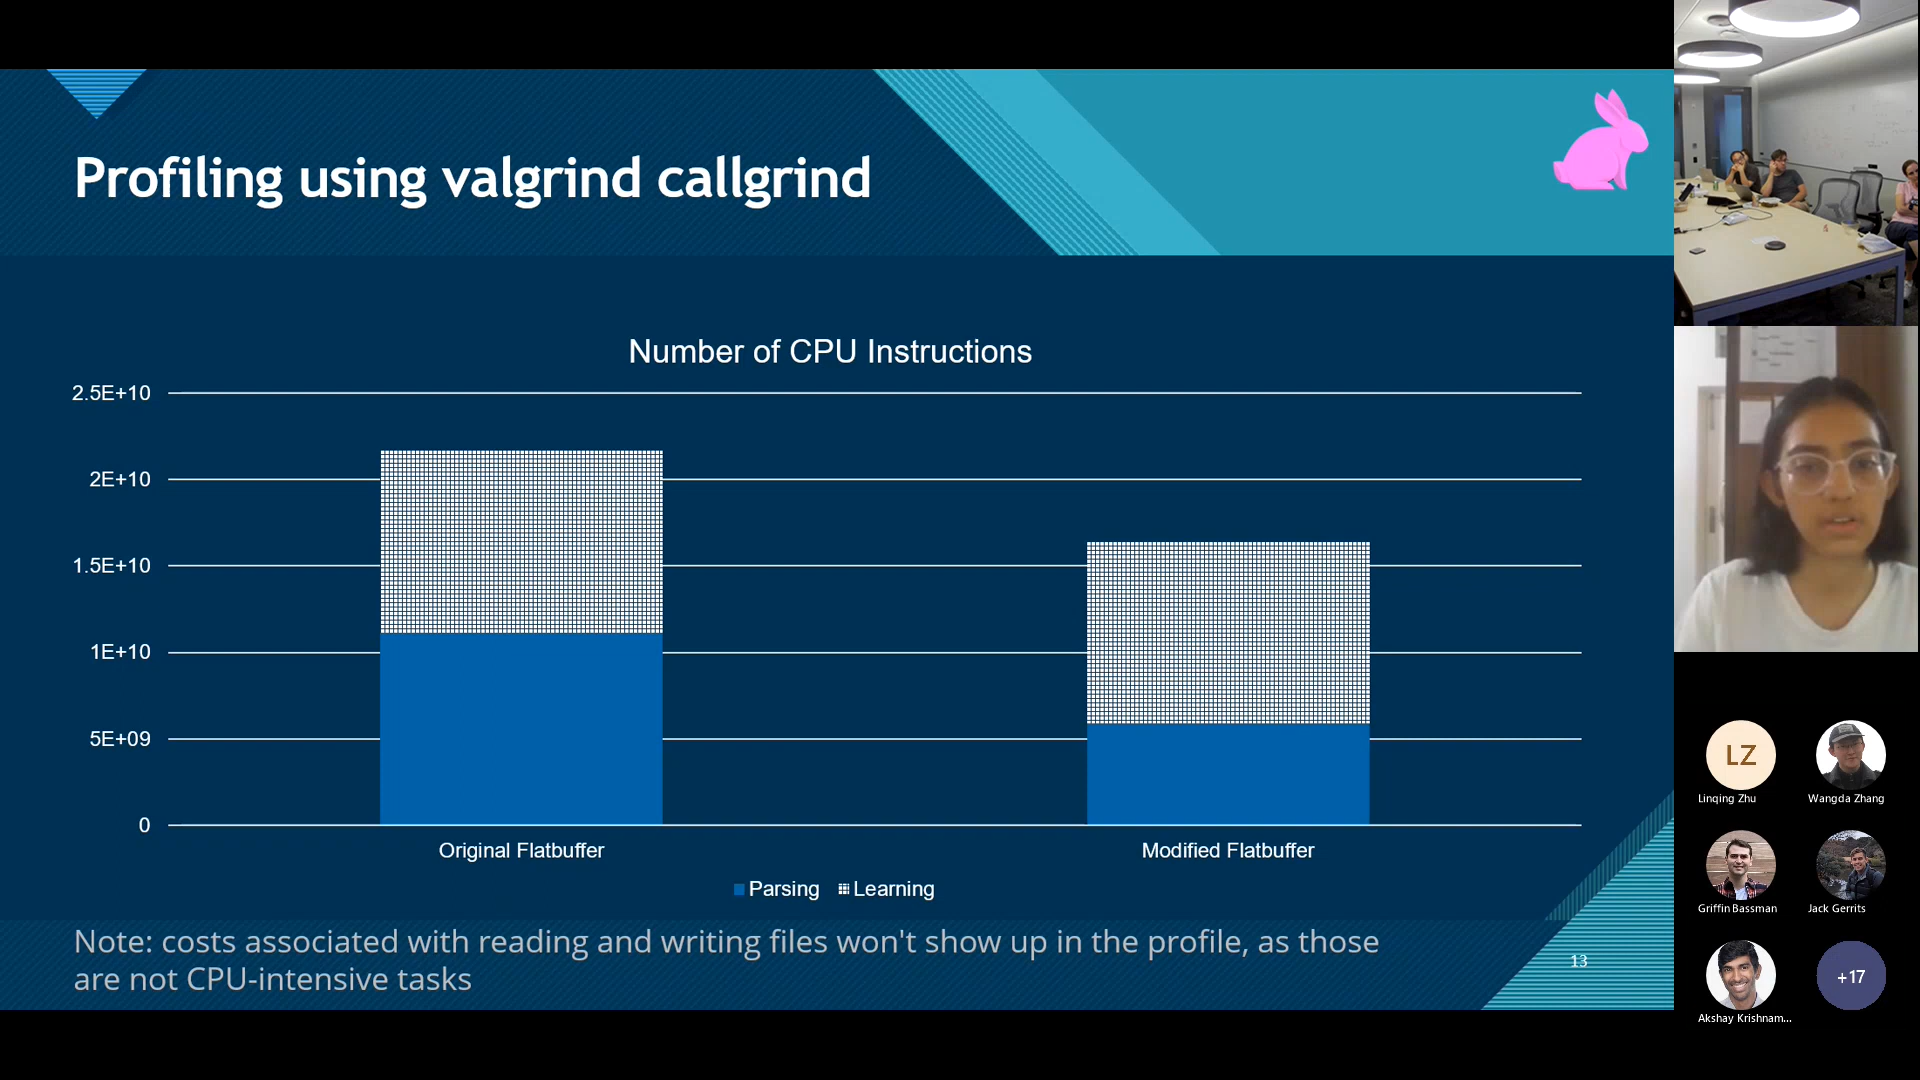 Profiling using valgrind callgrind
Number of CPU Instructions
2.5E+10
2E+10
1.5E+10
1E+10
5E+09
0
Original Flatbuffer
Modified Flatbuffer
Parsing
Learning
Note: costs associated with reading and writing files won't show up in the profile, as those
are not CPU-intensive tasks
13
LZ
Linqing Zhu
Wangda Zhang
Griffin Bassman
Jack Gerrits
Akshay Krishnam...
+17